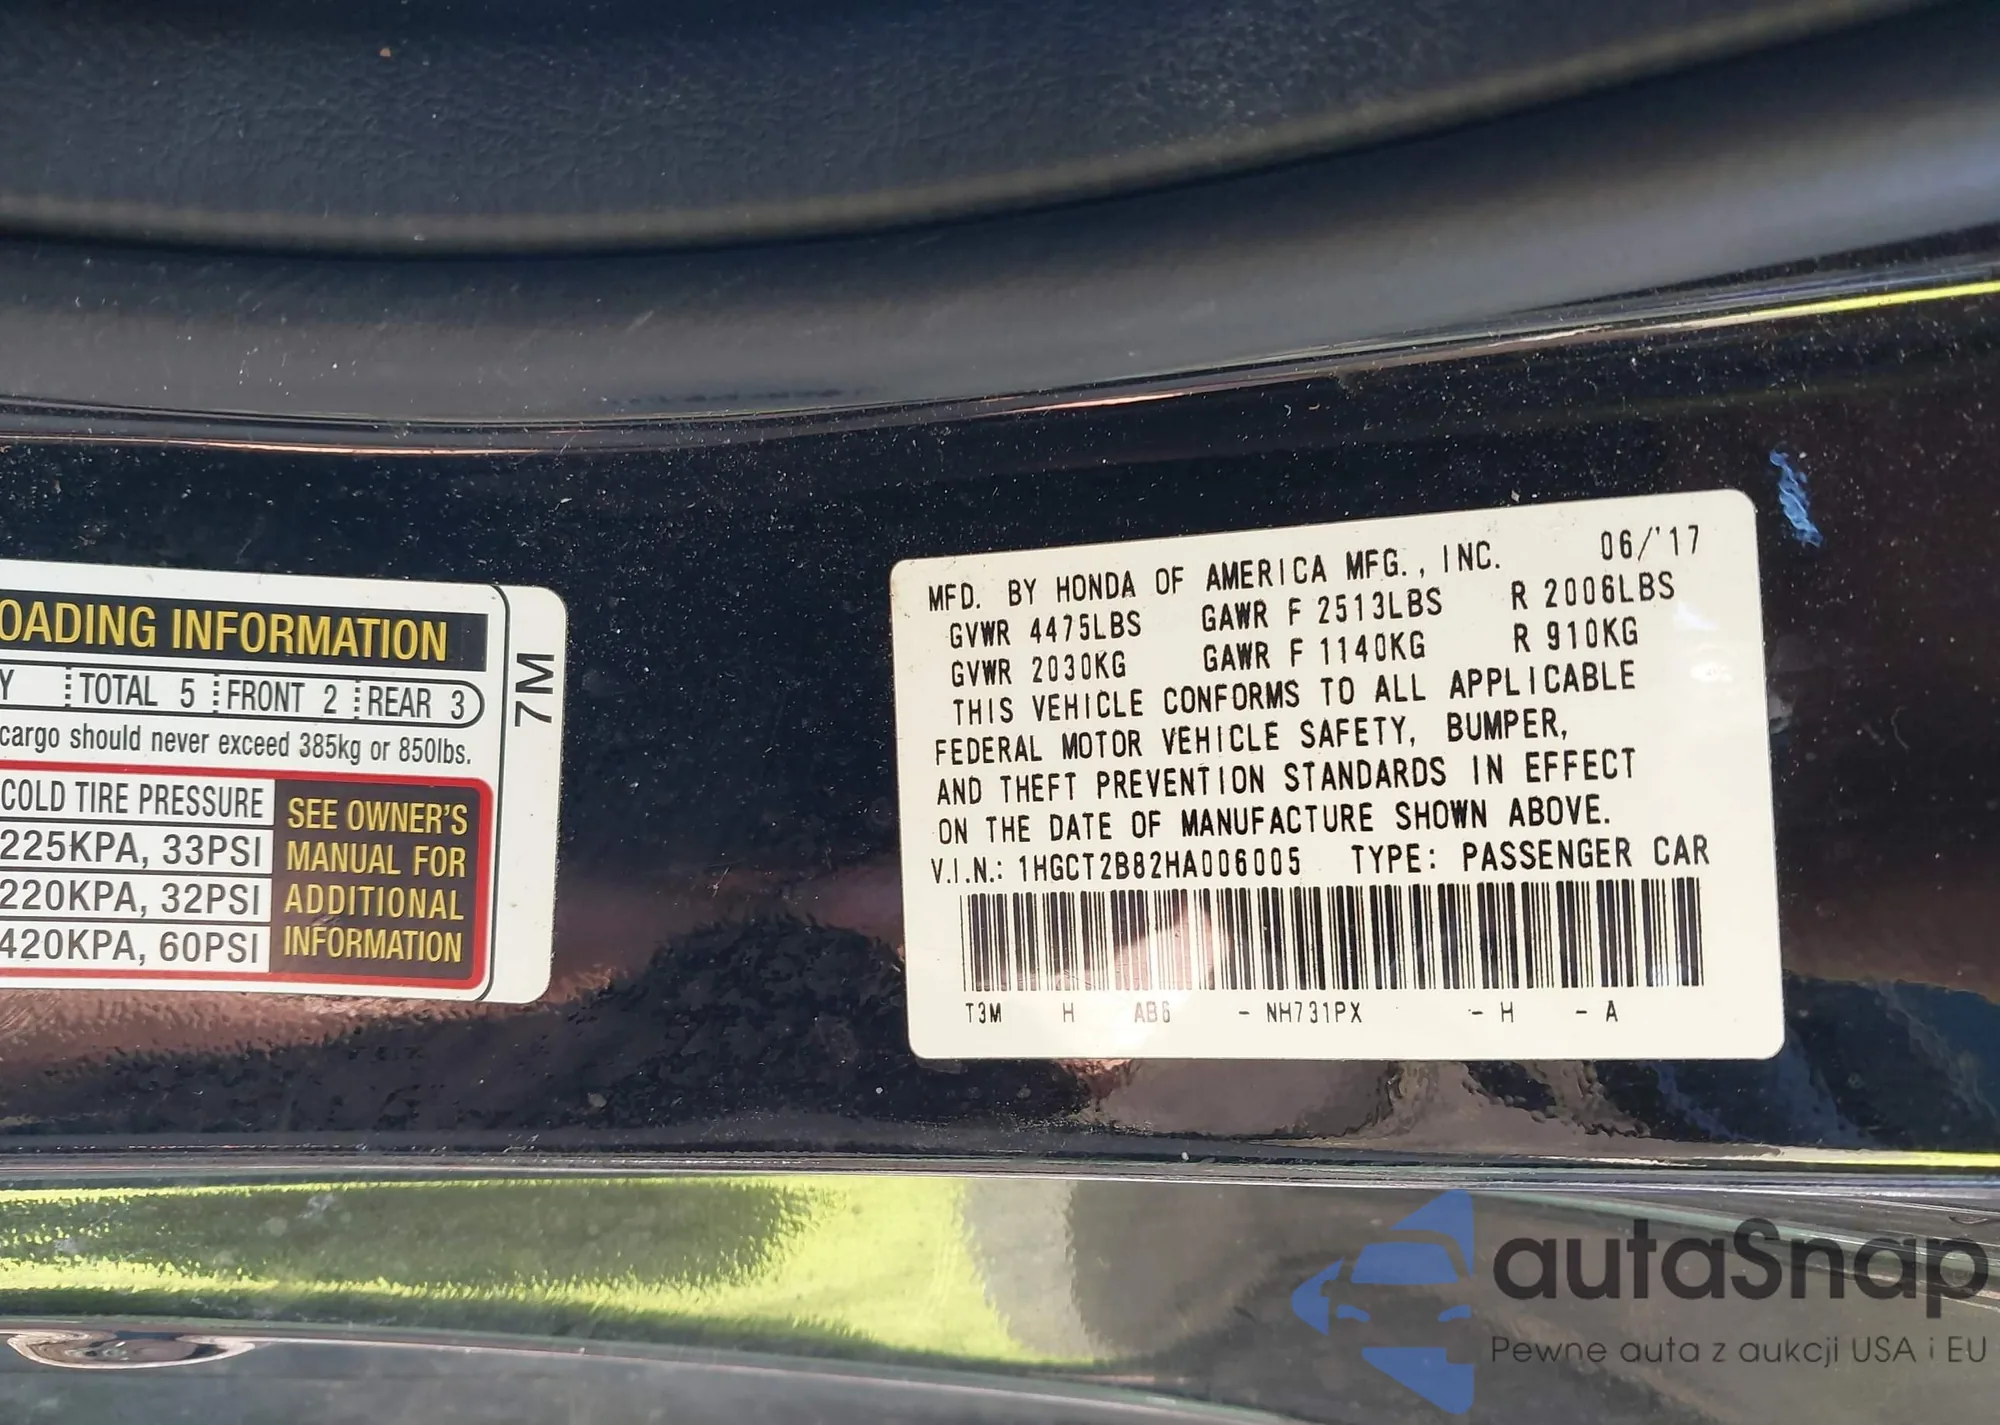 OADING INFORMATION
Y TOTAL 5 FRONT 2 REAR 3
cargo should never exceed 385kg or 850lbs.
COLD TIRE PRESSURE
225KPA, 33PSI
220KPA, 32PSI
420KPA, 60PSI
SEE OWNER'S
MANUAL FOR
ADDITIONAL
INFORMATION
7M
MFD. BY HONDA OF AMERICA MFG., INC. 06/'17
GVWR 4475LBS GAWR F 2513LBS R 2006LBS
GVWR 2030KG GAWR F 1140KG R 910KG
THIS VEHICLE CONFORMS TO ALL APPLICABLE
FEDERAL MOTOR VEHICLE SAFETY, BUMPER,
AND THEFT PREVENTION STANDARDS IN EFFECT
ON THE DATE OF MANUFACTURE SHOWN ABOVE.
V.I.N.: 1HGCT2B82HA006005 TYPE: PASSENGER CAR
T3M H AB6 - NH731PX - H - A
autaSnap
Pewne auta z aukcji USA i EU